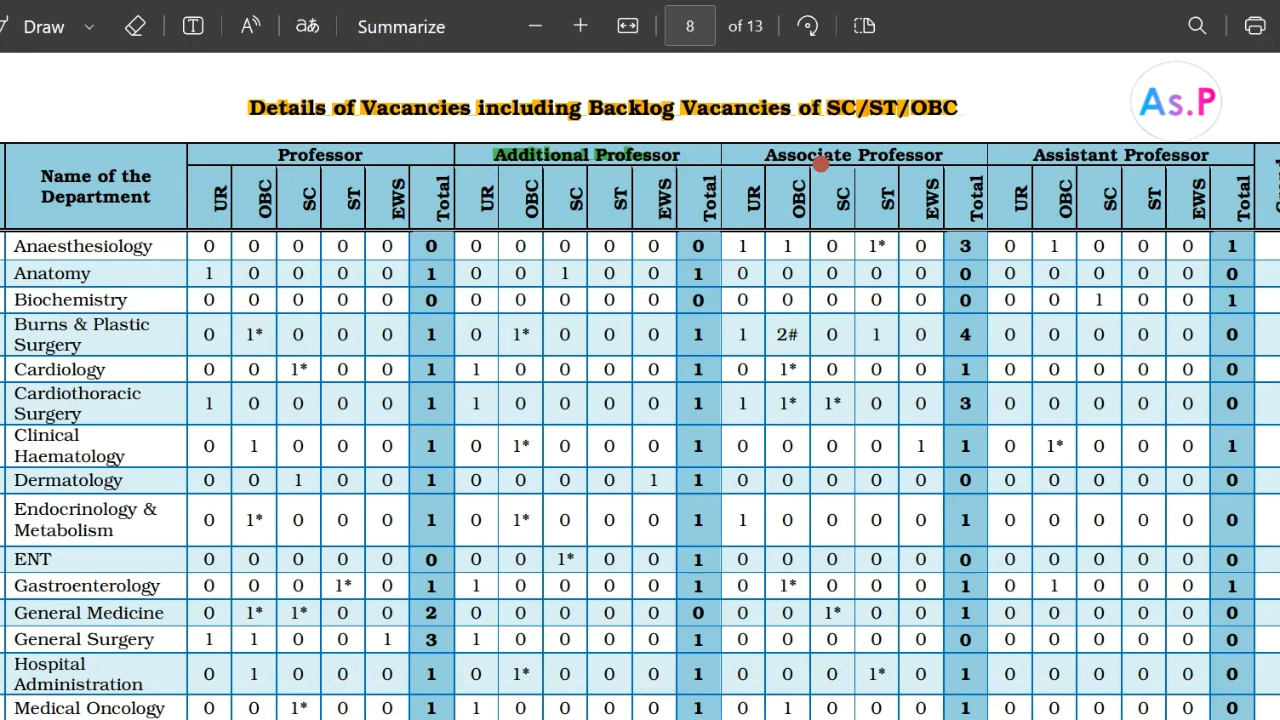 Draw aあ Summarize 8 of 13
Details of Vacancies including Backlog Vacancies of SC/ST/OBC
As.P
Name of the Department Professor Additional Professor Associate Professor Assistant Professor
UR OBC SC ST EWS Total UR OBC SC ST EWS Total UR OBC SC ST EWS Total UR OBC SC ST EWS Total
Anaesthesiology 0 0 0 0 0 0 0 0 0 0 0 0 1 1 0 1* 0 3 0 1 0 0 0 1
Anatomy 1 0 0 0 0 1 0 0 1 0 0 1 0 0 0 0 0 0 0 0 0 0 0 0
Biochemistry 0 0 0 0 0 0 0 0 0 0 0 0 0 0 0 0 0 0 0 0 1 0 0 1
Burns & Plastic Surgery 0 1* 0 0 0 1 0 1* 0 0 0 1 1 2# 0 1 0 4 0 0 0 0 0 0
Cardiology 0 0 1* 0 0 1 1 0 0 0 0 1 0 1* 0 0 0 1 0 0 0 0 0 0
Cardiothoracic Surgery 1 0 0 0 0 1 1 0 0 0 0 1 1 1* 1* 0 0 3 0 0 0 0 0 0
Clinical Haematology 0 1 0 0 0 1 0 1* 0 0 0 1 0 0 0 0 1 1 0 1* 0 0 0 1
Dermatology 0 0 1 0 0 1 0 0 0 0 1 1 0 0 0 0 0 0 0 0 0 0 0 0
Endocrinology & Metabolism 0 1* 0 0 0 1 0 1* 0 0 0 1 1 0 0 0 0 1 0 0 0 0 0 0
ENT 0 0 0 0 0 0 0 0 1* 0 0 1 0 0 0 0 0 0 0 0 0 0 0 0
Gastroenterology 0 0 0 1* 0 1 1 0 0 0 0 1 0 1* 0 0 0 1 0 1 0 0 0 1
General Medicine 0 1* 1* 0 0 2 0 0 0 0 0 0 0 0 1* 0 0 1 0 0 0 0 0 0
General Surgery 1 1 0 0 1 3 1 0 0 0 0 1 0 0 0 0 0 0 0 0 0 0 0 0
Hospital Administration 0 1 0 0 0 1 0 1* 0 0 0 1 0 0 0 1* 0 1 0 0 0 0 0 0
Medical Oncology 0 0 1* 0 0 1 1 0 0 0 0 1 0 1 0 0 0 1 0 0 0 0 0 0